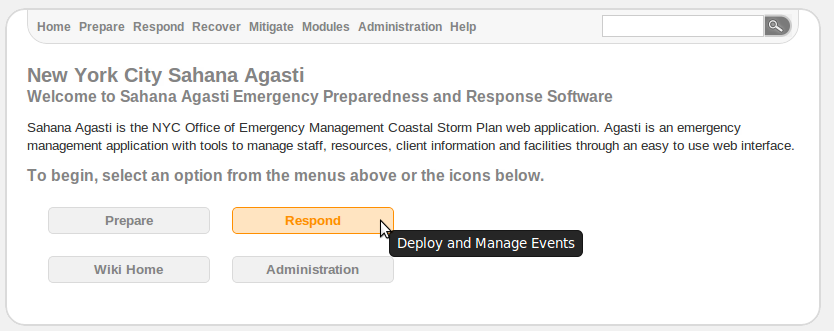 Home Prepare Respond Recover Mitigate Modules Administration Help
New York City Sahana Agasti
Welcome to Sahana Agasti Emergency Preparedness and Response Software
Sahana Agasti is the NYC Office of Emergency Management Coastal Storm Plan web application. Agasti is an emergency
management application with tools to manage staff, resources, client information and facilities through an easy to use web interface.
To begin, select an option from the menus above or the icons below.
Prepare Respond
Deploy and Manage Events
Wiki Home Administration